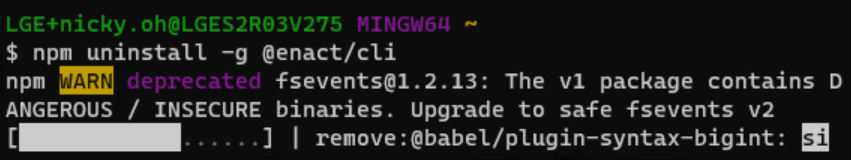 LGE+nicky.oh@LGES2R03V275 MINGW64 ~
$ npm uninstall -g @enact/cli
npm WARN deprecated fsevents@1.2.13: The v1 package contains D
ANGEROUS / INSECURE binaries. Upgrade to safe fsevents v2
[                  ......] | remove:@babel/plugin-syntax-bigint: si